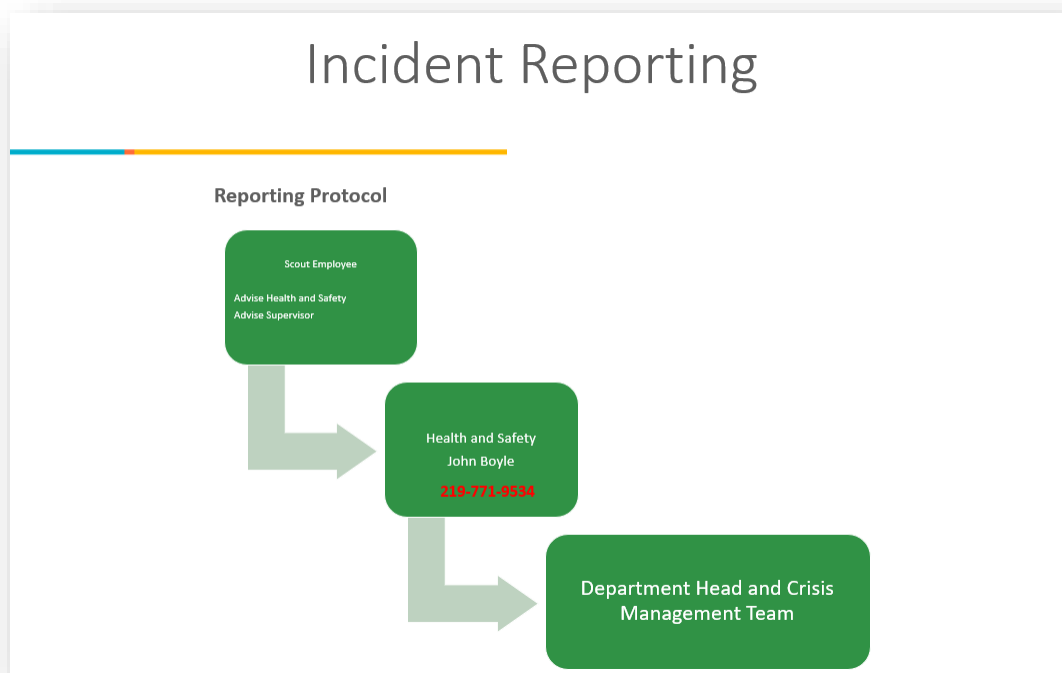 Incident Reporting
Reporting Protocol
Scout Employee
Advise Health and Safety
Advise Supervisor
Health and Safety
John Boyle
219-771-9534
Department Head and Crisis
Management Team